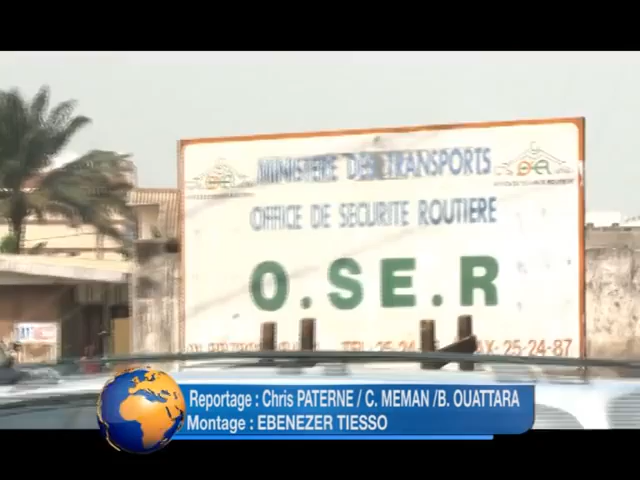 MINISTERE DES TRANSPORTS
OFFICE DE SECURITE ROUTIERE
O.S.E.R
TEL: 25-24 FAX: 25-24-87
Reportage : Chris PATERNE / C. MEMAN /B. OUATTARA
Montage : EBENEZER TIESSO